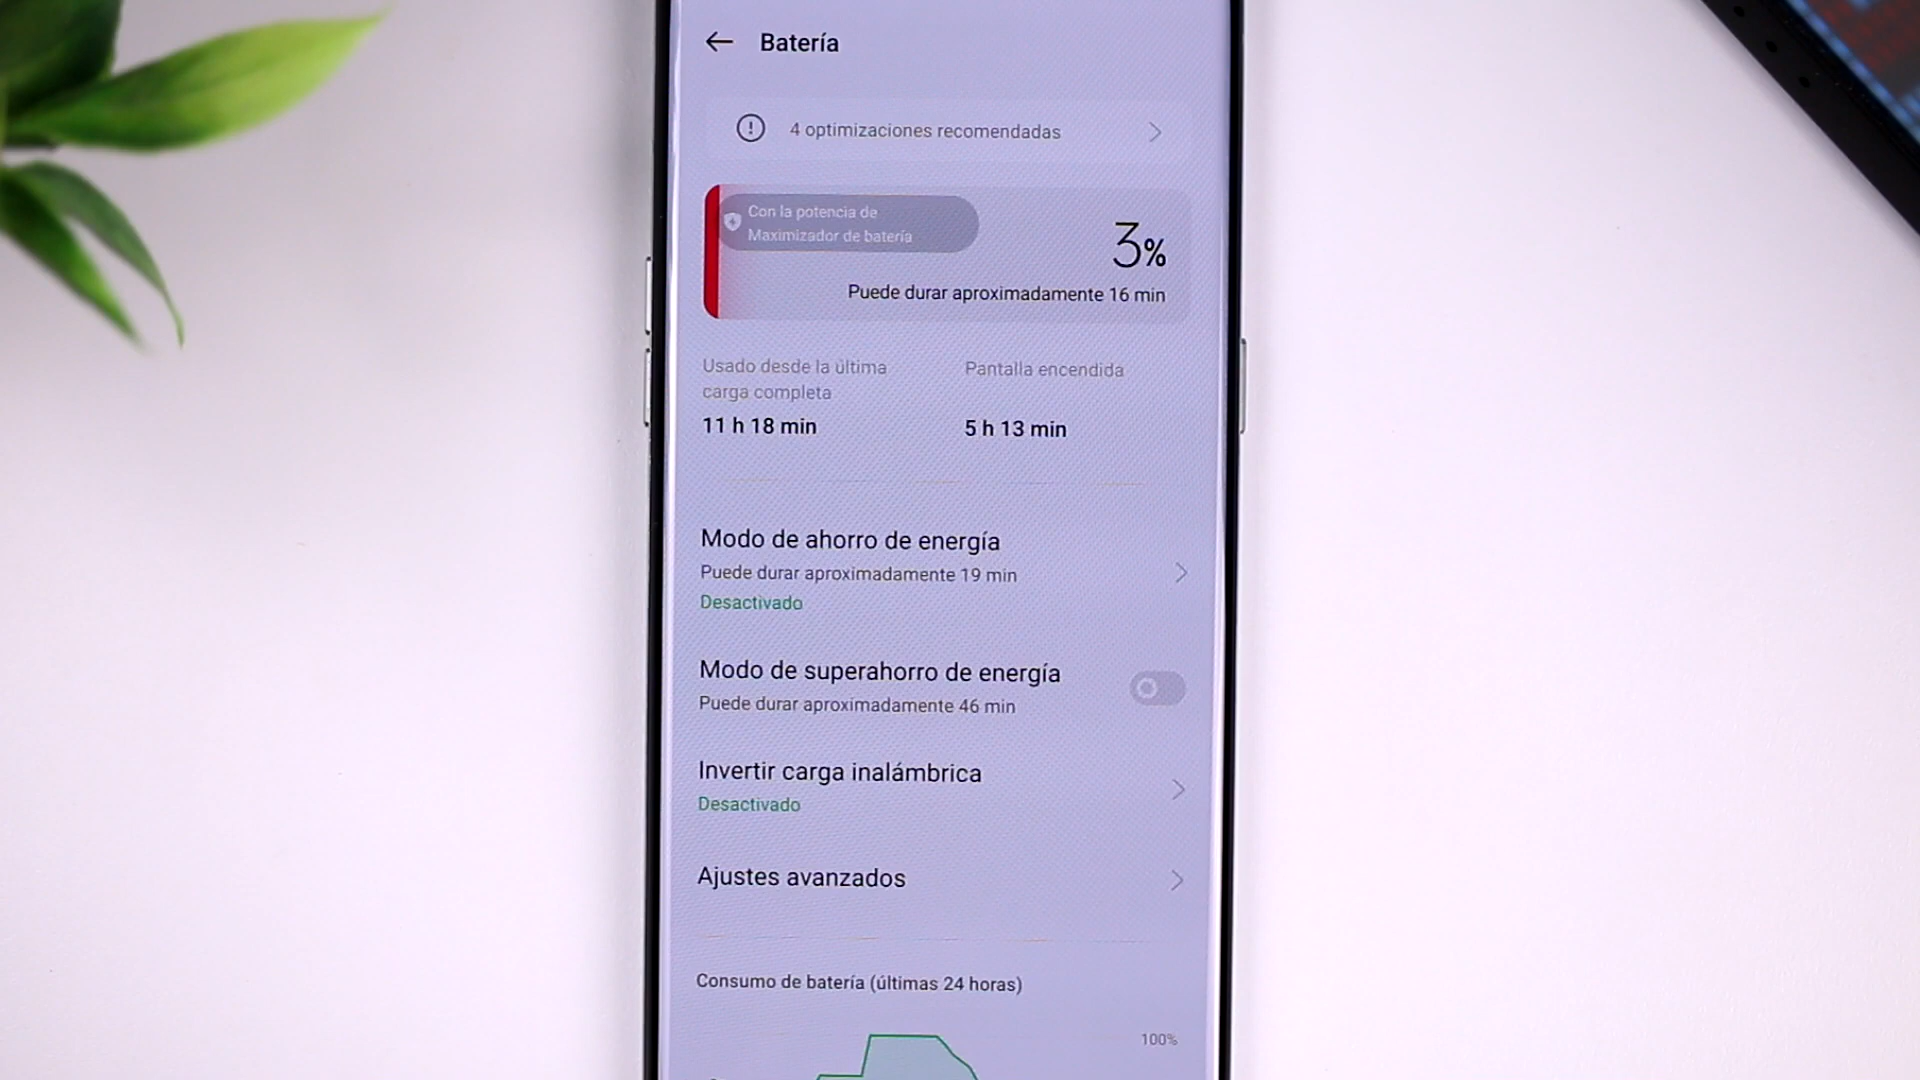 Batería
4 optimizaciones recomendadas
Con la potencia de
Maximizador de batería
3%
Puede durar aproximadamente 16 min
Usado desde la última
carga completa
11 h 18 min
Pantalla encendida
5 h 13 min
Modo de ahorro de energía
Puede durar aproximadamente 19 min
Desactivado
Modo de superahorro de energía
Puede durar aproximadamente 46 min
Invertir carga inalámbrica
Desactivado
Ajustes avanzados
Consumo de batería (últimas 24 horas)
100%